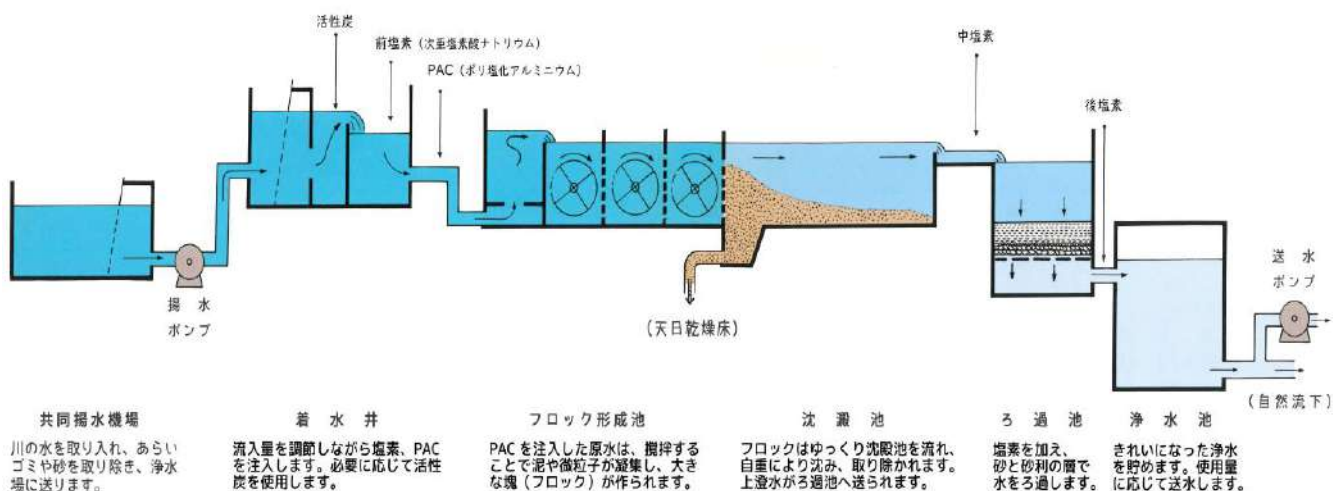 活性炭
前塩素(次亜塩素酸ナトリウム)
PAC(ポリ塩化アルミニウム)
中塩素
後塩素
揚水
ポンプ
(天日乾燥床)
送水
ポンプ
(自然流下)
共同揚水機場
川の水を取り入れ、あらい
ゴミや砂を取り除き、浄水
場に送ります。
着水井
流入量を調節しながら塩素、PAC
を注入します。必要に応じて活性
炭を使用します。
フロック形成池
PACを注入した原水は、攪拌する
ことで泥や微粒子が凝集し、大き
な塊(フロック)が作られます。
沈澱池
フロックはゆっくり沈殿池を流れ、
自重により沈み、取り除かれます。
上澄水がろ過池へ送られます。
ろ過池
塩素を加え、
砂と砂利の層で
水をろ過します。
浄水池
きれいになった浄水
を貯めます。使用量
に応じて送水します。